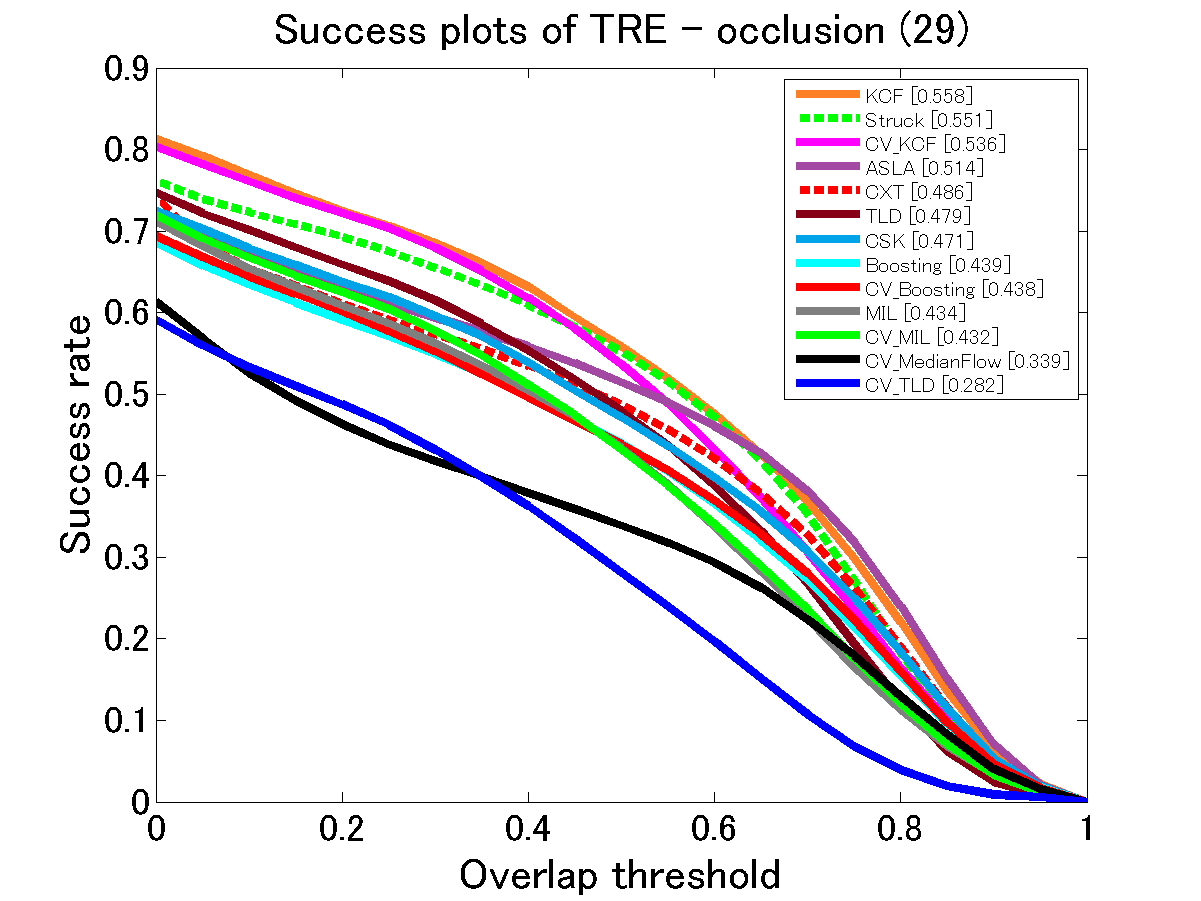 Success plots of TRE − occlusion (29)
0.9
0.8
0.7
0.6
0.5
0.4
0.3
0.2
0.1
0
Success rate
KCF [0.558]
Struck [0.551]
CV_KCF [0.536]
ASLA [0.514]
CXT [0.486]
TLD [0.479]
CSK [0.471]
Boosting [0.439]
CV_Boosting [0.438]
MIL [0.434]
CV_MIL [0.432]
CV_MedianFlow [0.339]
CV_TLD [0.282]
0 0.2 0.4 0.6 0.8 1
Overlap threshold